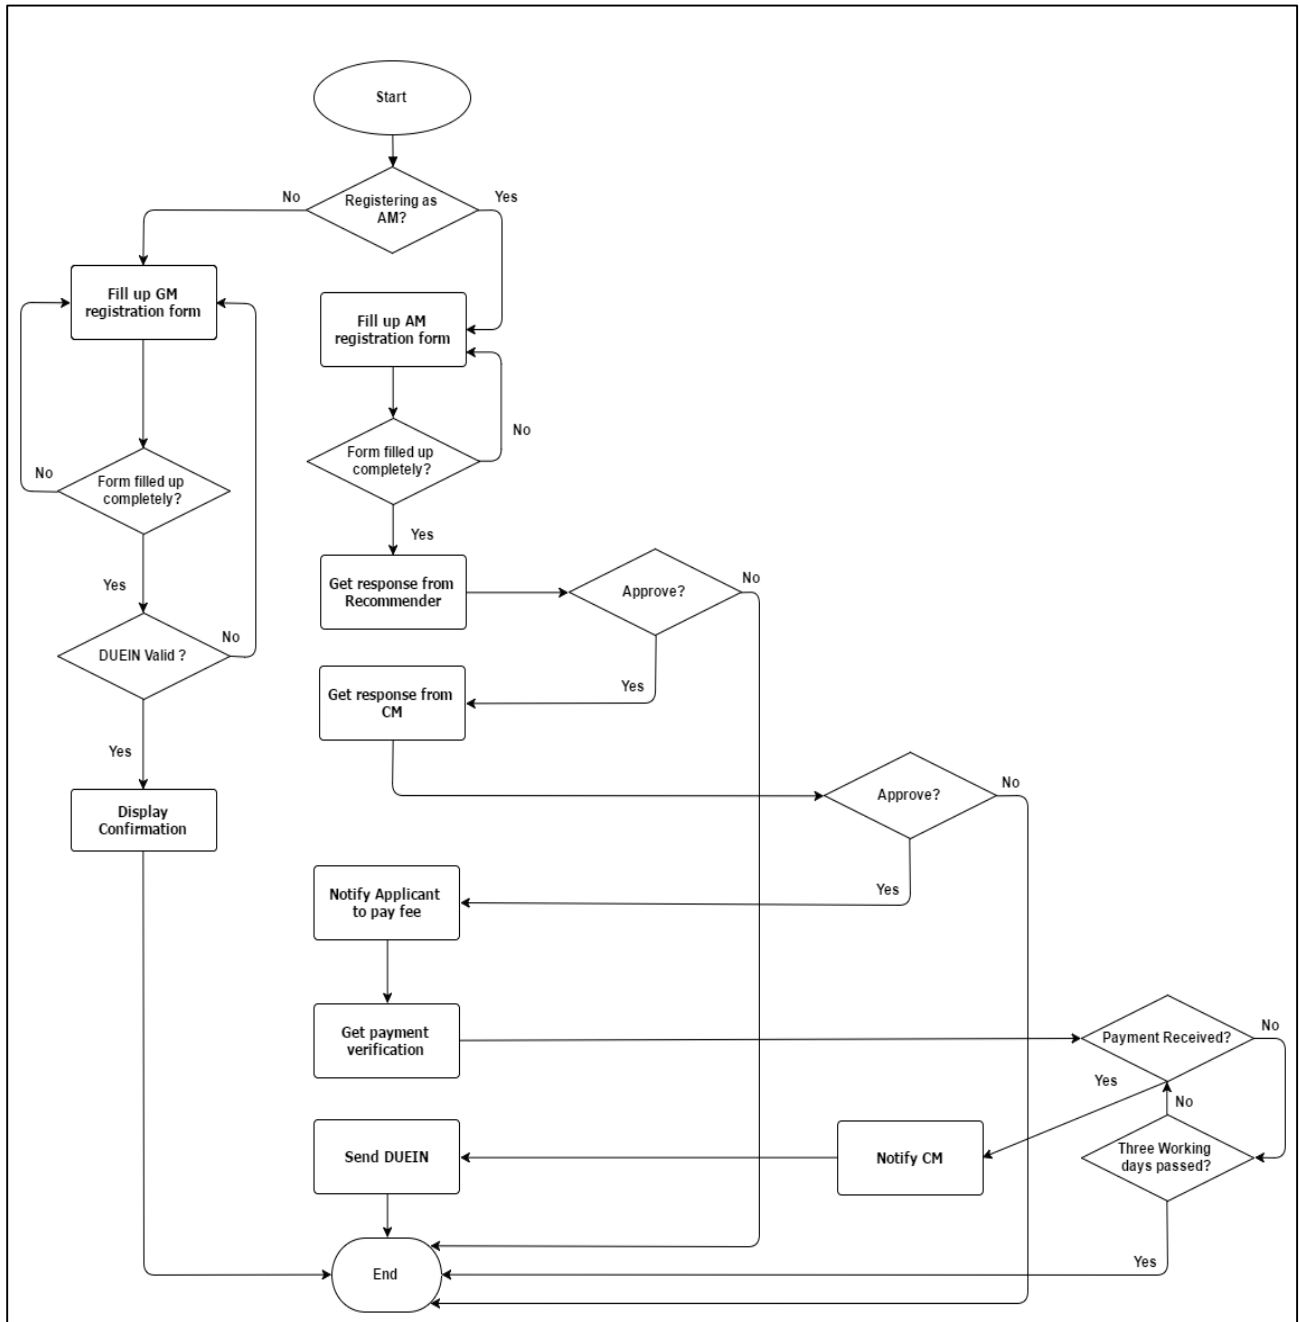 Start
No
Yes
Registering as
AM?
Fill up GM
registration form
Fill up AM
registration form
No
Form filled up
completely?
No
Form filled up
completely?
Yes
Yes
Get response from
Recommender
Approve?
No
No
DUEIN Valid ?
Yes
Get response from
CM
Yes
Approve?
No
Display
Confirmation
Yes
Notify Applicant
to pay fee
Get payment
verification
Payment Received?
No
Yes
No
Send DUEIN
Notify CM
Three Working
days passed?
End
Yes